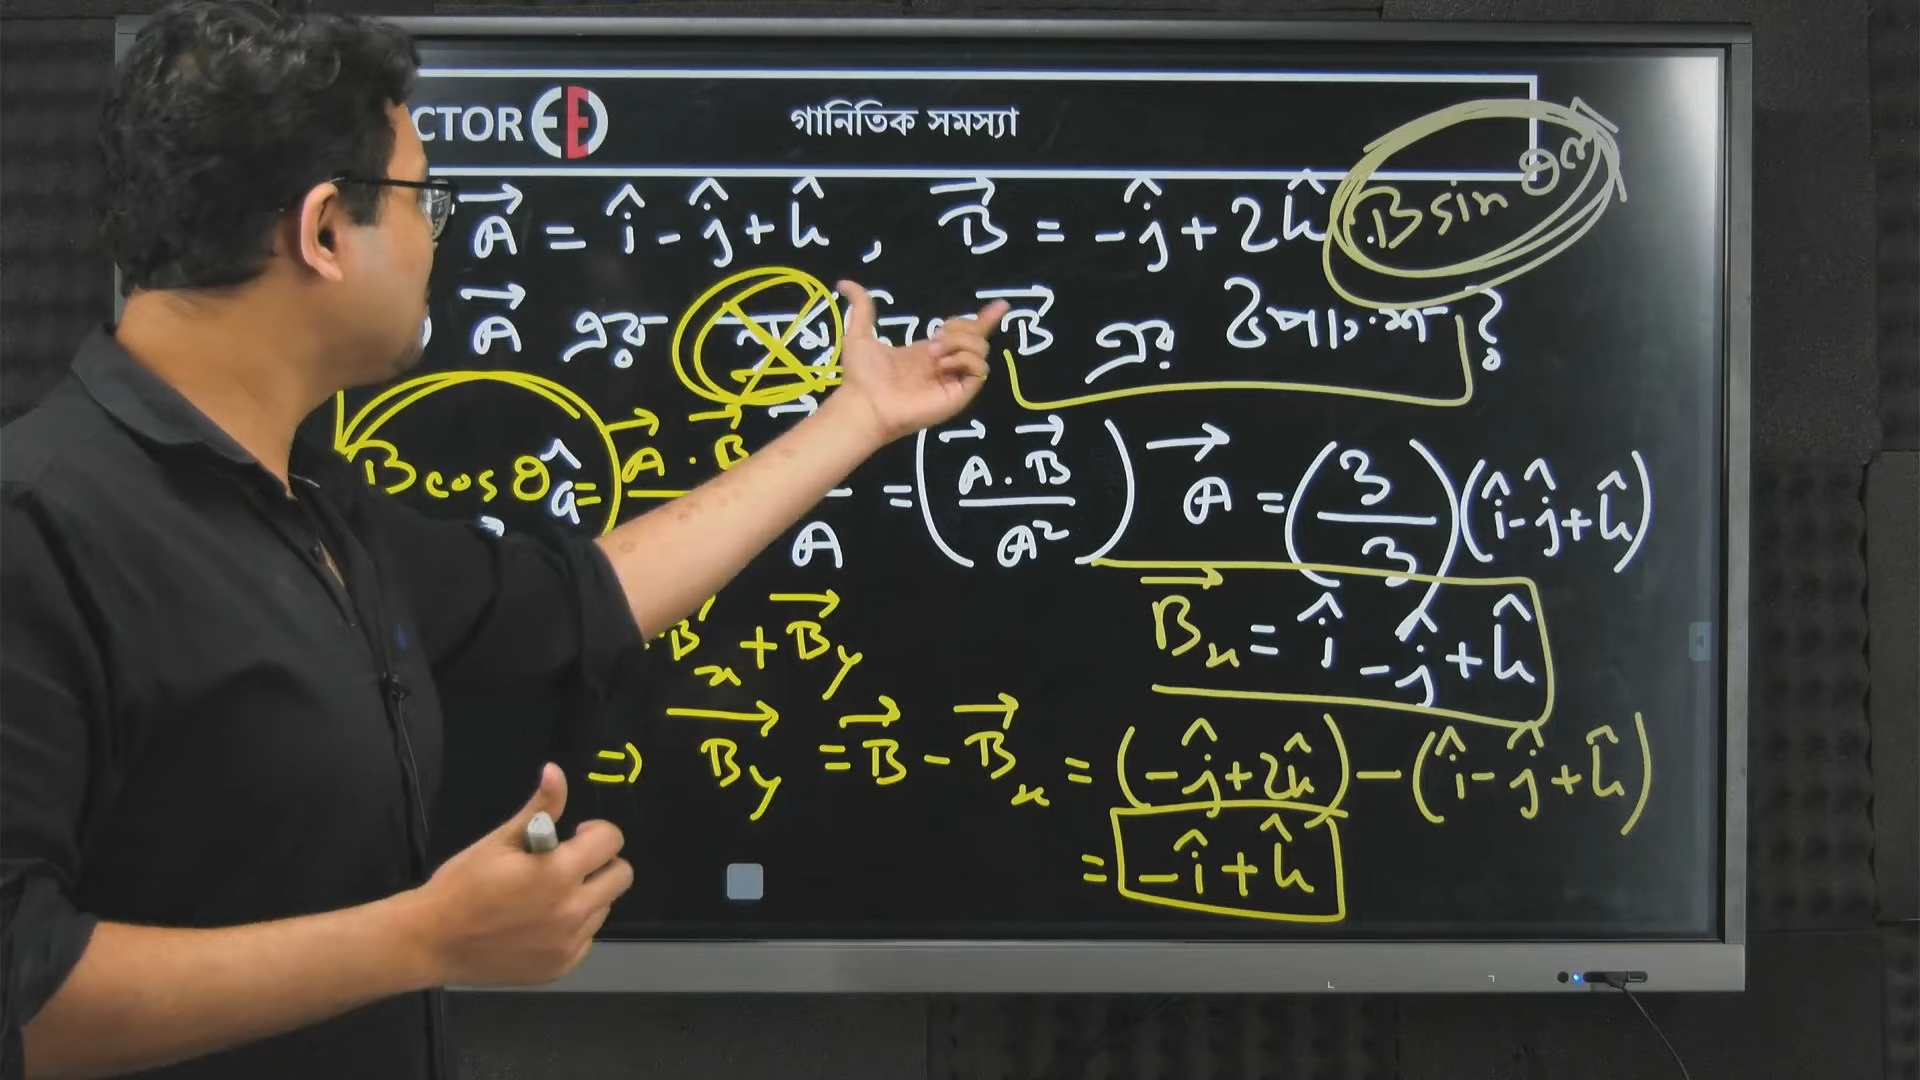 CTOR
গানিতিক সমস্যা
B sin θ
A⃗ = î - ĵ + k̂ , B⃗ = -ĵ + 2k̂
A⃗ এর B⃗ এর উপাংশ ?
B cos θ â = A⃗ . B⃗ A = (A⃗ . B⃗ / A²) A⃗ = (3/3) (î - ĵ + k̂)
B⃗x + B⃗y
B⃗x = î - ĵ + k̂
⇒ B⃗y = B⃗ - B⃗x = (-ĵ + 2k̂) - (î - ĵ + k̂)
= -î + k̂